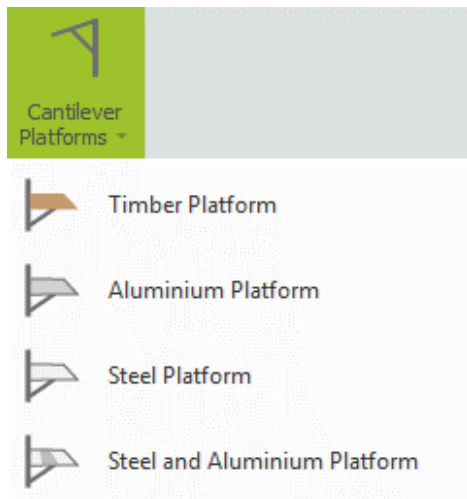 Cantilever
Platforms
Timber Platform
Aluminium Platform
Steel Platform
Steel and Aluminium Platform